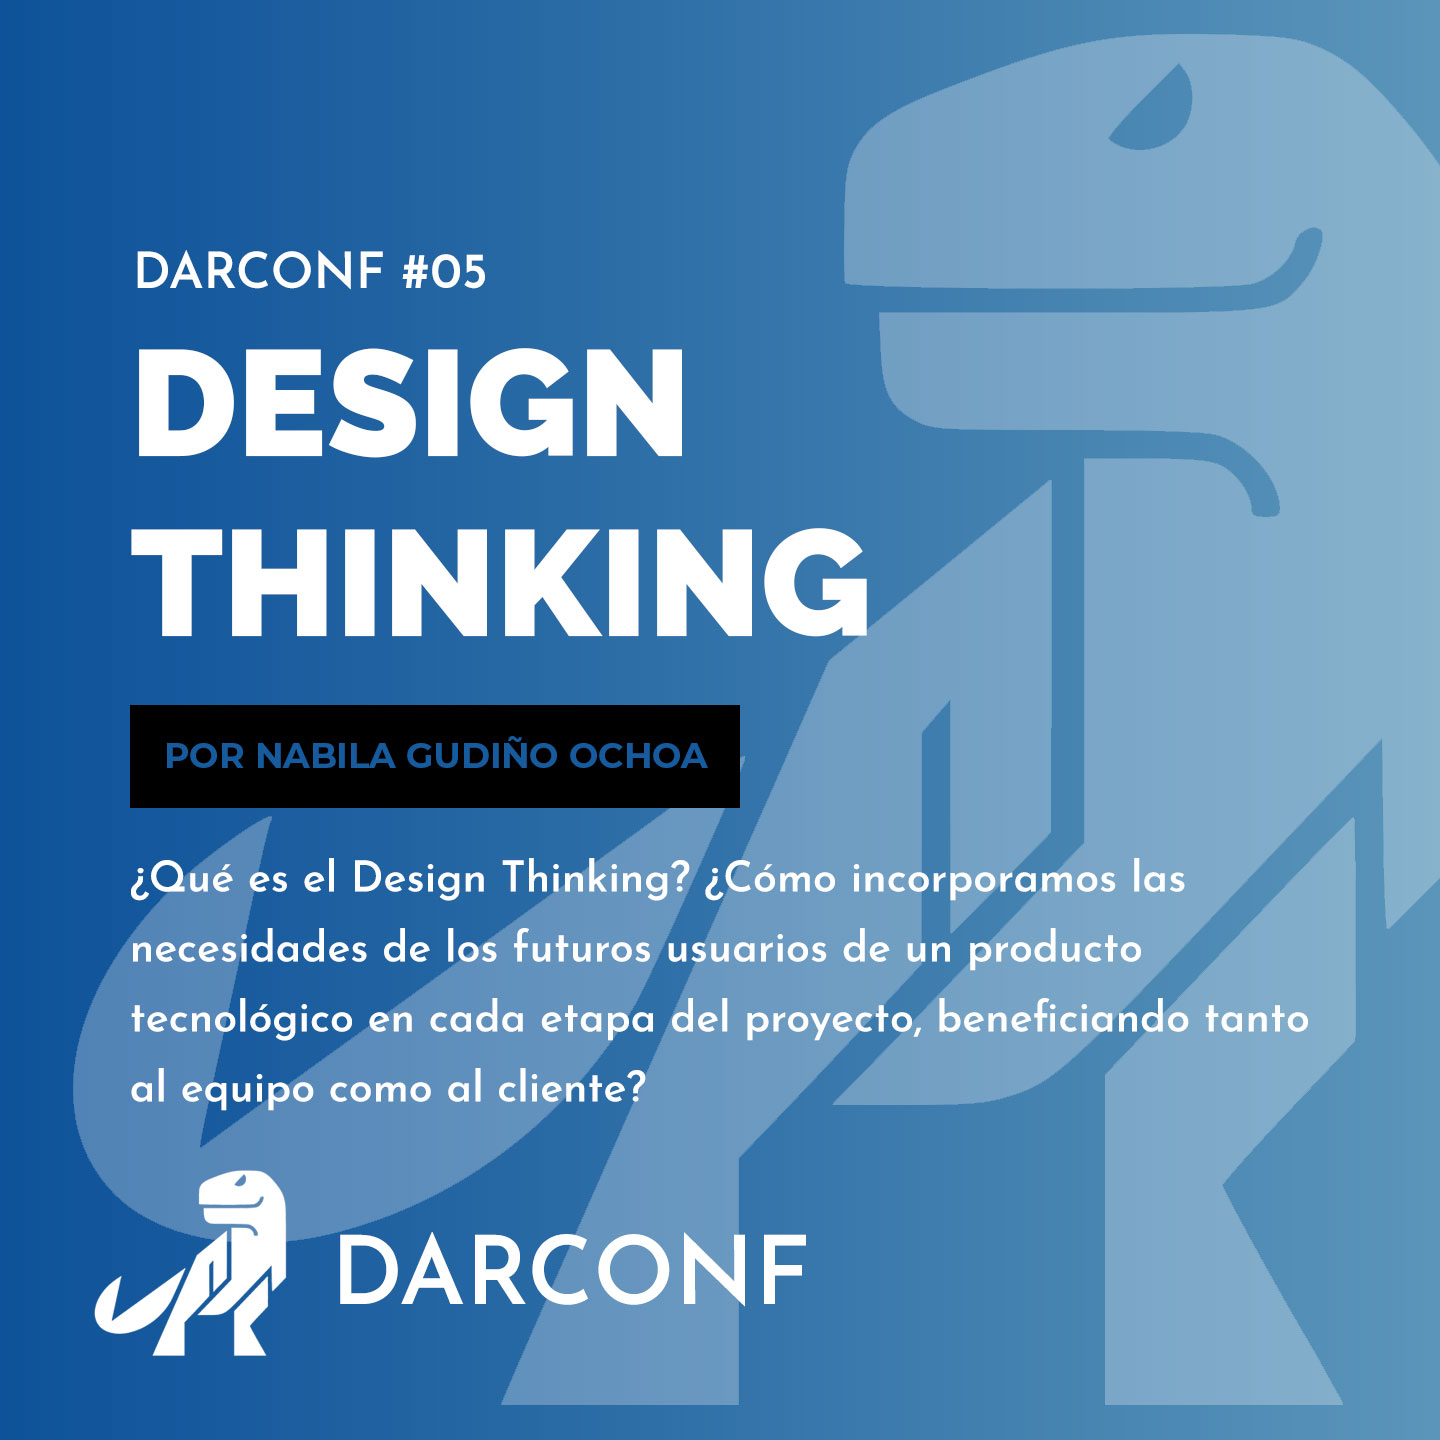 DARCONF #05
DESIGN
THINKING
POR NABILA GUDIÑO OCHOA
¿Qué es el Design Thinking? ¿Cómo incorporamos las
necesidades de los futuros usuarios de un producto
tecnológico en cada etapa del proyecto, beneficiando tanto
al equipo como al cliente?
DARCONF